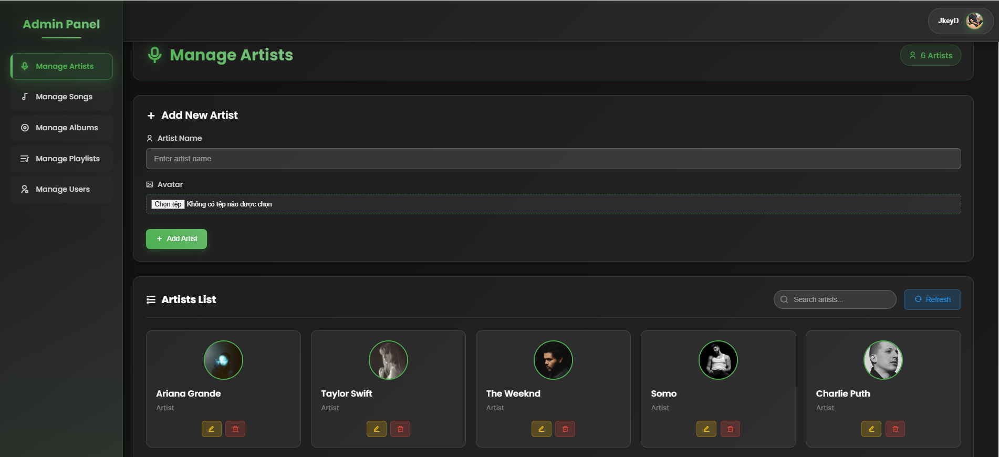 Admin Panel
Manage Artists
Manage Songs
Manage Albums
Manage Playlists
Manage Users
JkeyD
Manage Artists
6 Artists
Add New Artist
Artist Name
Enter artist name
Avatar
Chọn tệp Không có tệp nào được chọn
+ Add Artist
Artists List
Search artists...
Refresh
Ariana Grande
Artist
Taylor Swift
Artist
The Weeknd
Artist
Somo
Artist
Charlie Puth
Artist